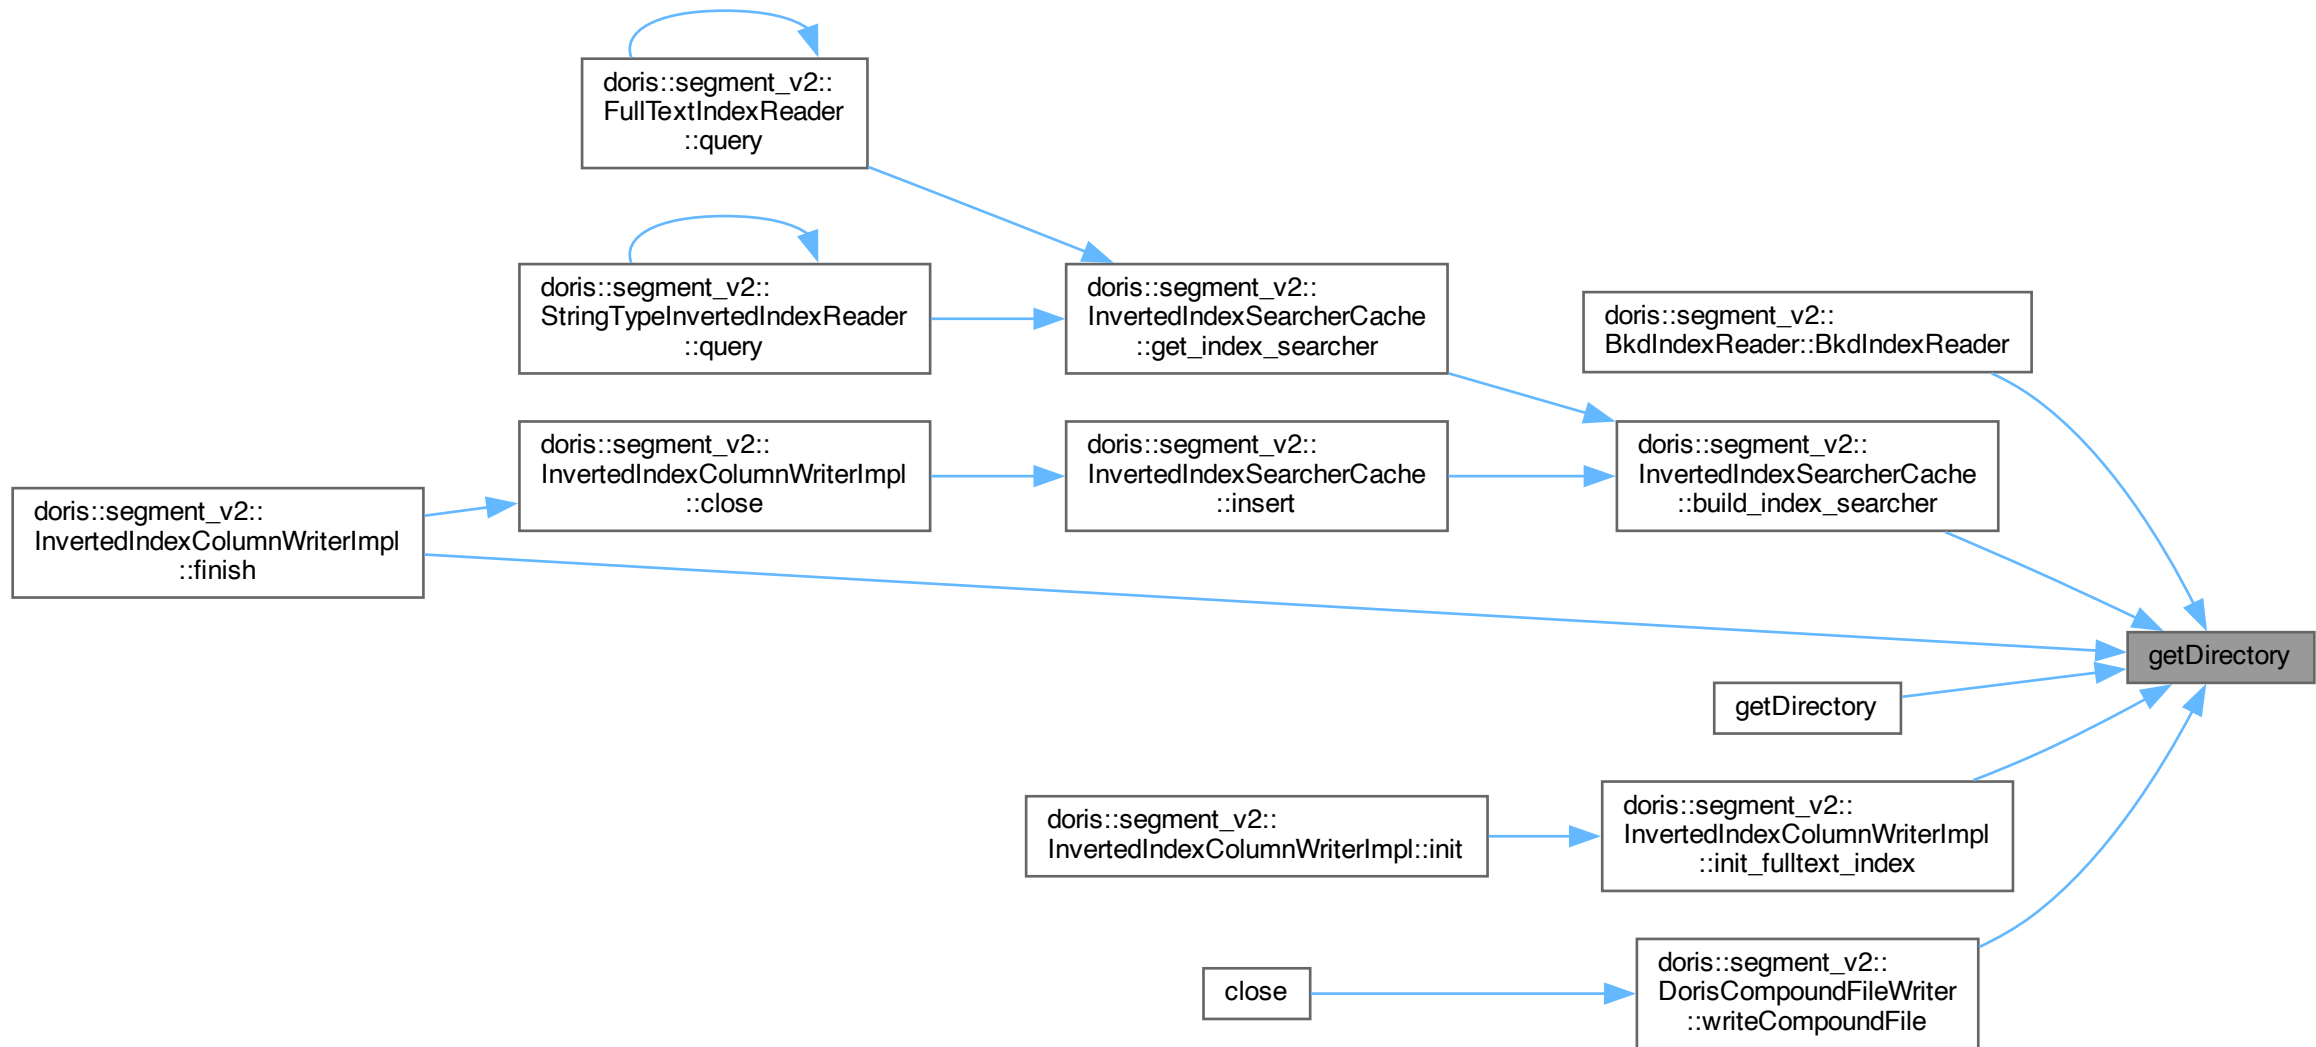 doris::segment_v2::
FullTextIndexReader
::query
doris::segment_v2::
StringTypeInvertedIndexReader
::query
doris::segment_v2::
InvertedIndexSearcherCache
::get_index_searcher
doris::segment_v2::
BkdIndexReader::BkdIndexReader
doris::segment_v2::
InvertedIndexColumnWriterImpl
::finish
doris::segment_v2::
InvertedIndexColumnWriterImpl
::close
doris::segment_v2::
InvertedIndexSearcherCache
::insert
doris::segment_v2::
InvertedIndexSearcherCache
::build_index_searcher
getDirectory
getDirectory
doris::segment_v2::
InvertedIndexColumnWriterImpl::init
doris::segment_v2::
InvertedIndexColumnWriterImpl
::init_fulltext_index
close
doris::segment_v2::
DorisCompoundFileWriter
::writeCompoundFile